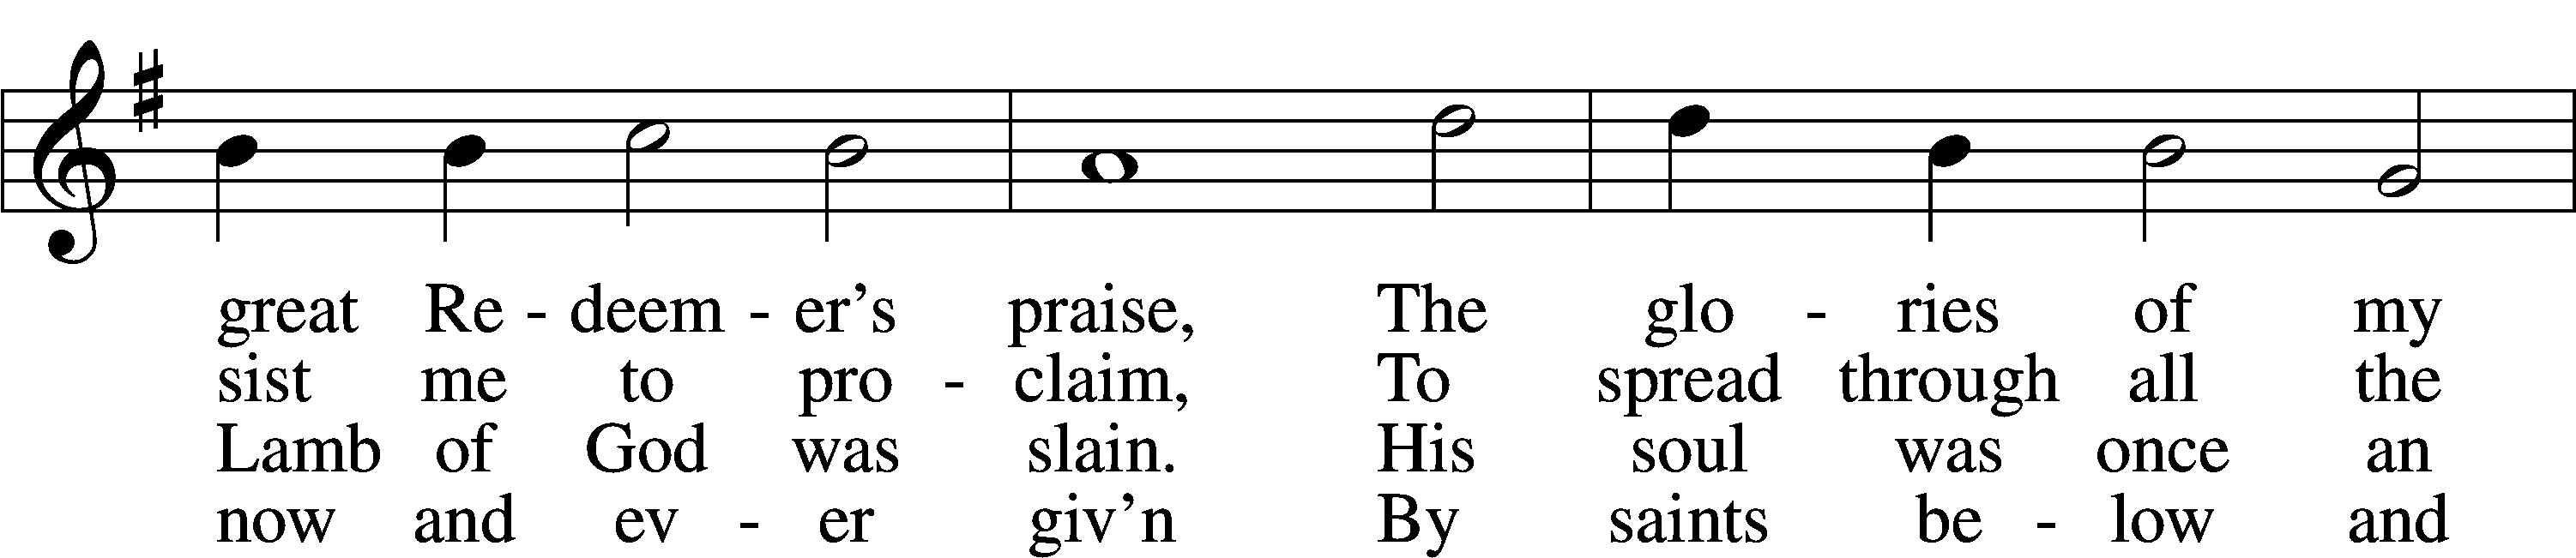 great Re - deem - er's praise, The glo - ries of my
sist me to pro - claim, To spread through all the
Lamb of God was slain. His soul was once an
now and ev - er giv'n By saints be - low and